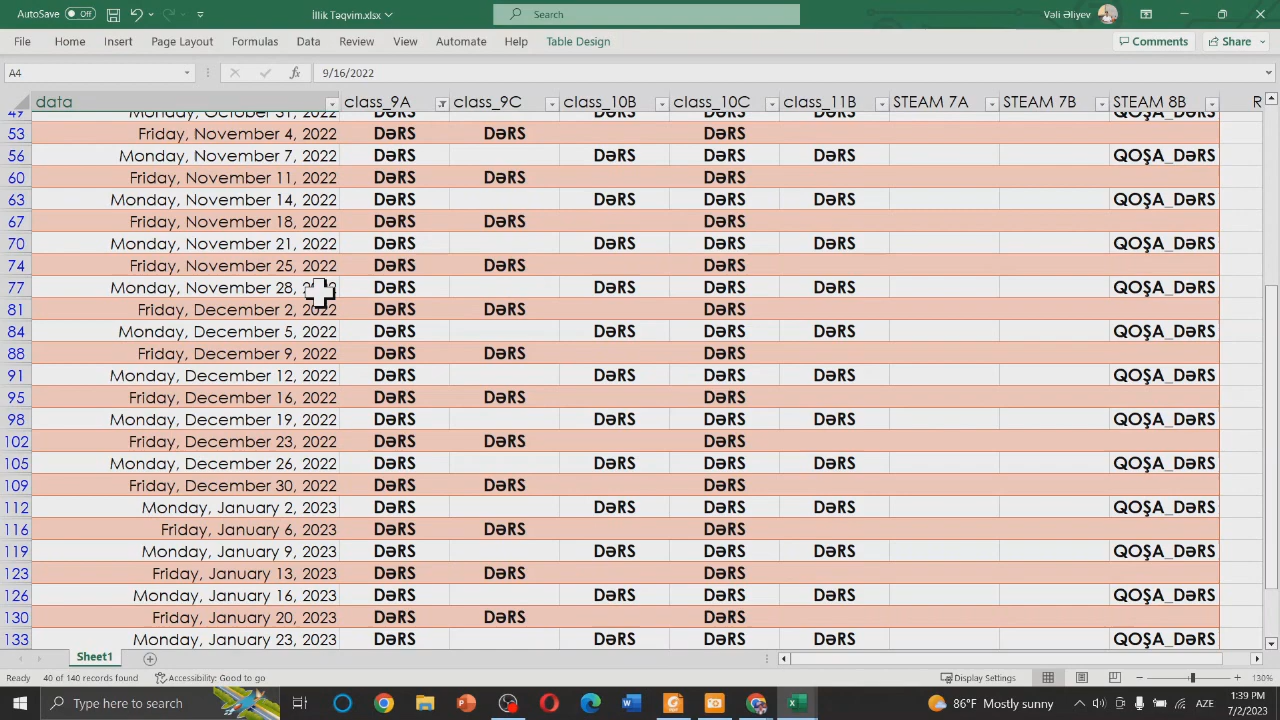 AutoSave Off İllik Təqvim.xlsx Search Vəli Əliyev
File Home Insert Page Layout Formulas Data Review View Automate Help Table Design Comments Share
A4 fx 9/16/2022
data class_9A class_9C class_10B class_10C class_11B STEAM 7A STEAM 7B STEAM 8B R
49 Monday, October 31, 2022 DƏRS DƏRS DƏRS DƏRS QOŞA_DƏRS
53 Friday, November 4, 2022 DƏRS DƏRS DƏRS
56 Monday, November 7, 2022 DƏRS DƏRS DƏRS DƏRS QOŞA_DƏRS
60 Friday, November 11, 2022 DƏRS DƏRS DƏRS
63 Monday, November 14, 2022 DƏRS DƏRS DƏRS DƏRS QOŞA_DƏRS
67 Friday, November 18, 2022 DƏRS DƏRS DƏRS
70 Monday, November 21, 2022 DƏRS DƏRS DƏRS DƏRS QOŞA_DƏRS
74 Friday, November 25, 2022 DƏRS DƏRS DƏRS
77 Monday, November 28, 2022 DƏRS DƏRS DƏRS DƏRS QOŞA_DƏRS
81 Friday, December 2, 2022 DƏRS DƏRS DƏRS
84 Monday, December 5, 2022 DƏRS DƏRS DƏRS DƏRS QOŞA_DƏRS
88 Friday, December 9, 2022 DƏRS DƏRS DƏRS
91 Monday, December 12, 2022 DƏRS DƏRS DƏRS DƏRS QOŞA_DƏRS
95 Friday, December 16, 2022 DƏRS DƏRS DƏRS
98 Monday, December 19, 2022 DƏRS DƏRS DƏRS DƏRS QOŞA_DƏRS
102 Friday, December 23, 2022 DƏRS DƏRS DƏRS
105 Monday, December 26, 2022 DƏRS DƏRS DƏRS DƏRS QOŞA_DƏRS
109 Friday, December 30, 2022 DƏRS DƏRS DƏRS
112 Monday, January 2, 2023 DƏRS DƏRS DƏRS DƏRS QOŞA_DƏRS
116 Friday, January 6, 2023 DƏRS DƏRS DƏRS
119 Monday, January 9, 2023 DƏRS DƏRS DƏRS DƏRS QOŞA_DƏRS
123 Friday, January 13, 2023 DƏRS DƏRS DƏRS
126 Monday, January 16, 2023 DƏRS DƏRS DƏRS DƏRS QOŞA_DƏRS
130 Friday, January 20, 2023 DƏRS DƏRS DƏRS
133 Monday, January 23, 2023 DƏRS DƏRS DƏRS DƏRS QOŞA_DƏRS
Sheet1
Ready 40 of 140 records found Accessibility: Good to go Display Settings 130%
Type here to search 86°F Mostly sunny AZE 1:39 PM
7/2/2023